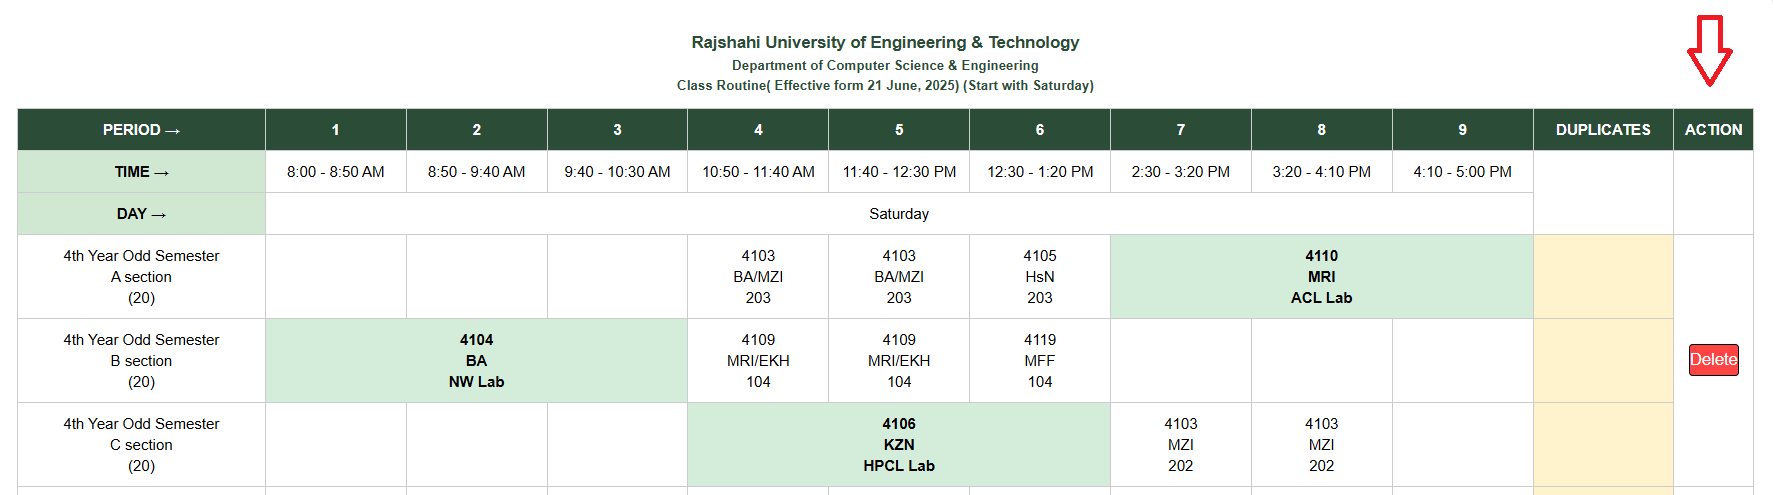 Rajshahi University of Engineering & Technology
Department of Computer Science & Engineering
Class Routine( Effective form 21 June, 2025) (Start with Saturday)
PERIOD → 1 2 3 4 5 6 7 8 9 DUPLICATES ACTION
TIME → 8:00 - 8:50 AM 8:50 - 9:40 AM 9:40 - 10:30 AM 10:50 - 11:40 AM 11:40 - 12:30 PM 12:30 - 1:20 PM 2:30 - 3:20 PM 3:20 - 4:10 PM 4:10 - 5:00 PM
DAY → Saturday
4th Year Odd Semester 4103 4103 4105 4110
A section BA/MZI BA/MZI HsN MRI
(20) 203 203 203 ACL Lab
4th Year Odd Semester 4104 4109 4109 4119
B section BA MRI/EKH MRI/EKH MFF Delete
(20) NW Lab 104 104 104
4th Year Odd Semester 4106 4103 4103
C section KZN MZI MZI
(20) HPCL Lab 202 202